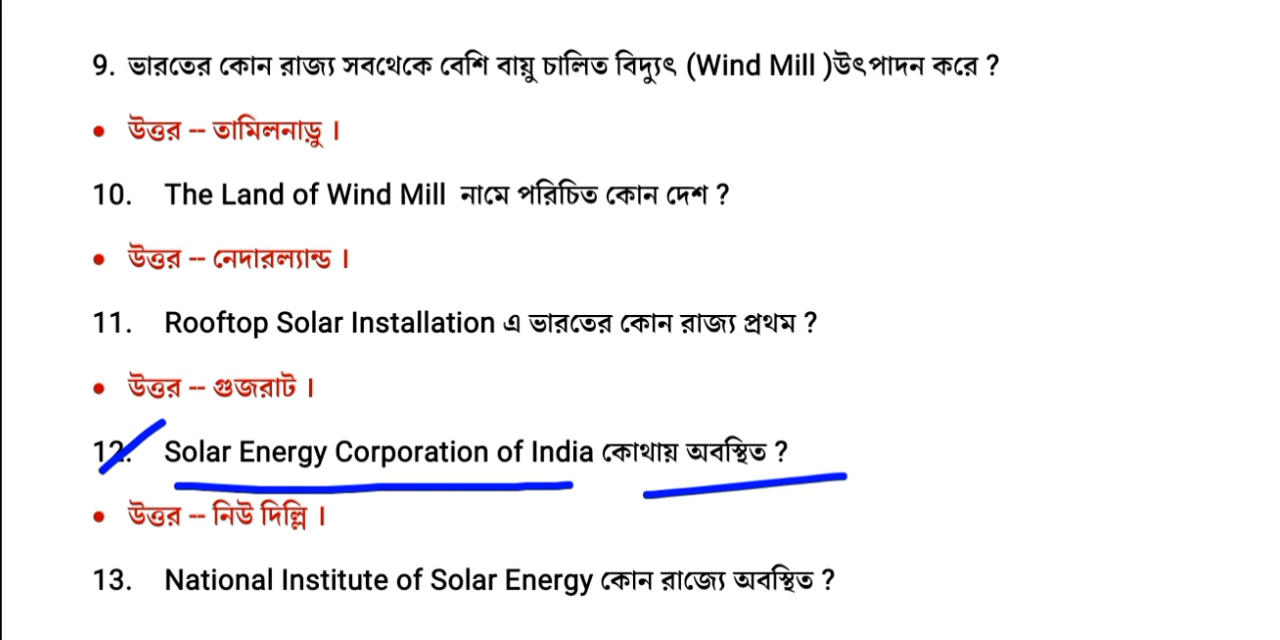 9. ভারতের কোন রাজ্য সবথেকে বেশি বায়ু চালিত বিদ্যুৎ (Wind Mill )উৎপাদন করে ?
• উত্তর -- তামিলনাড়ু ।
10. The Land of Wind Mill নামে পরিচিত কোন দেশ ?
• উত্তর -- নেদারল্যান্ড ।
11. Rooftop Solar Installation এ ভারতের কোন রাজ্য প্রথম ?
• উত্তর -- গুজরাট ।
12. Solar Energy Corporation of India কোথায় অবস্থিত ?
• উত্তর -- নিউ দিল্লি ।
13. National Institute of Solar Energy কোন রাজ্যে অবস্থিত ?